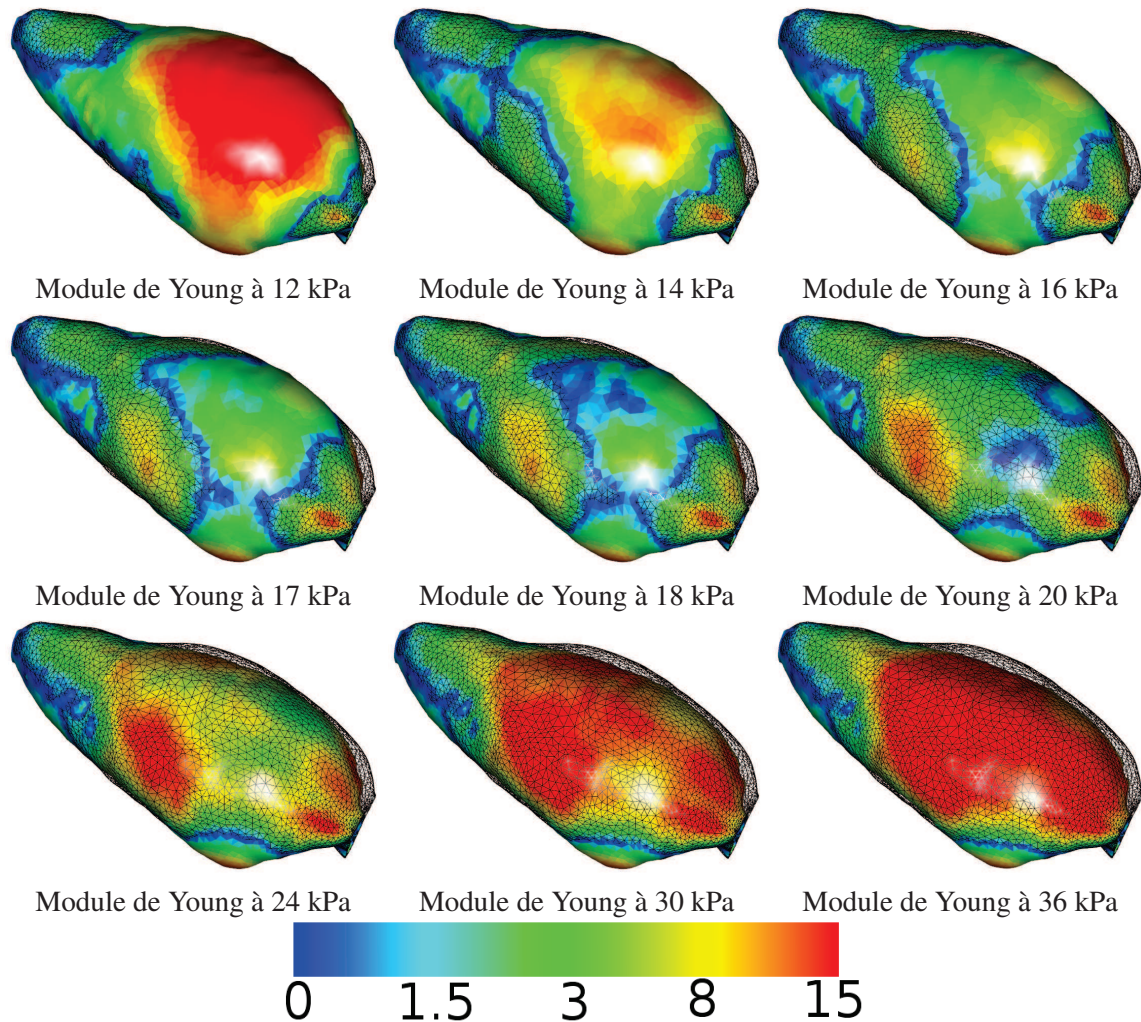 Module de Young à 12 kPa Module de Young à 14 kPa Module de Young à 16 kPa
Module de Young à 17 kPa Module de Young à 18 kPa Module de Young à 20 kPa
Module de Young à 24 kPa Module de Young à 30 kPa Module de Young à 36 kPa
0 1.5 3 8 15